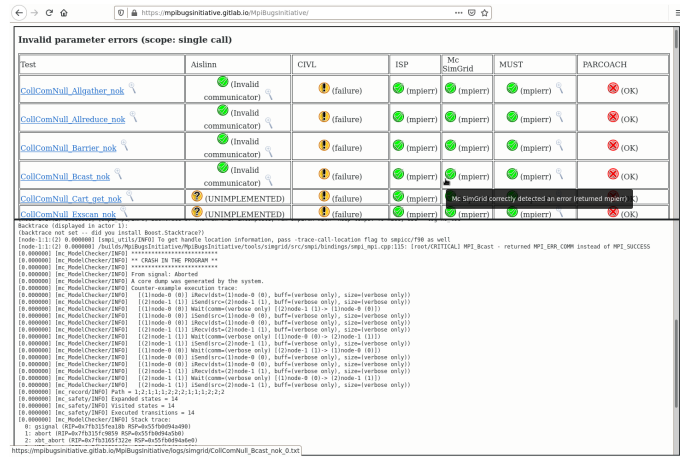 https://mpibugsinitiative.gitlab.io/MpiBugsInitiative/
Invalid parameter errors (scope: single call)
Test Aislinn CIVL ISP Mc SimGrid MUST PARCOACH
CollComNull_Allgather_nok (Invalid communicator) (failure) (mpierr) (mpierr) (mpierr) (OK)
CollComNull_Allreduce_nok (Invalid communicator) (failure) (mpierr) (mpierr) (mpierr) (OK)
CollComNull_Barrier_nok (Invalid communicator) (failure) (mpierr) (mpierr) (mpierr) (OK)
CollComNull_Bcast_nok (Invalid communicator) (failure) (mpierr) (mpierr) (mpierr) (OK)
Mc SimGrid correctly detected an error (returned mpierr)
CollComNull_Cart_get_nok (UNIMPLEMENTED) (failure) (mpierr)
CollComNull_Exscan_nok (UNIMPLEMENTED) (failure) (mpierr) (mpierr) (mpierr) (OK)
Backtrace (displayed in actor 1):
(backtrace not set -- did you install Boost.Stacktrace?)
[node-1:1:(2) 0.000000] [smpi_utils/INFO] To get handle location information, pass -trace-call-location flag to smpicc/f90 as well
[node-1:1:(2) 0.000000] /builds/MpiBugsInitiative/MpiBugsInitiative/tools/simgrid/src/smpi/bindings/smpi_mpi.cpp:115: [root/CRITICAL] MPI_Bcast - returned MPI_ERR_COMM instead of MPI_SUCCESS
[0.000000] [mc_ModelChecker/INFO] **************************
[0.000000] [mc_ModelChecker/INFO] ** CRASH IN THE PROGRAM **
[0.000000] [mc_ModelChecker/INFO] **************************
[0.000000] [mc_ModelChecker/INFO] From signal: Aborted
[0.000000] [mc_ModelChecker/INFO] A core dump was generated by the system.
[0.000000] [mc_ModelChecker/INFO] Counter-example execution trace:
[0.000000] [mc_ModelChecker/INFO] [(1)node-0 (0)] iRecv(dst=(1)node-0 (0), buff=(verbose only), size=(verbose only))
[0.000000] [mc_ModelChecker/INFO] [(2)node-1 (1)] iSend(src=(2)node-1 (1), buff=(verbose only), size=(verbose only))
[0.000000] [mc_ModelChecker/INFO] [(1)node-0 (0)] Wait(comm=(verbose only) [(2)node-1 (1)-> (1)node-0 (0)])
[0.000000] [mc_ModelChecker/INFO] [(1)node-0 (0)] iRecv(dst=(1)node-0 (0), buff=(verbose only), size=(verbose only))
[0.000000] [mc_ModelChecker/INFO] [(1)node-0 (0)] iSend(src=(1)node-0 (0), buff=(verbose only), size=(verbose only))
[0.000000] [mc_ModelChecker/INFO] [(2)node-1 (1)] iRecv(dst=(2)node-1 (1), buff=(verbose only), size=(verbose only))
[0.000000] [mc_ModelChecker/INFO] [(2)node-1 (1)] Wait(comm=(verbose only) [(1)node-0 (0)-> (2)node-1 (1)])
[0.000000] [mc_ModelChecker/INFO] [(2)node-1 (1)] iSend(src=(2)node-1 (1), buff=(verbose only), size=(verbose only))
[0.000000] [mc_ModelChecker/INFO] [(1)node-0 (0)] Wait(comm=(verbose only) [(2)node-1 (1)-> (1)node-0 (0)])
[0.000000] [mc_ModelChecker/INFO] [(1)node-0 (0)] iSend(src=(1)node-0 (0), buff=(verbose only), size=(verbose only))
[0.000000] [mc_ModelChecker/INFO] [(1)node-0 (0)] iRecv(dst=(1)node-0 (0), buff=(verbose only), size=(verbose only))
[0.000000] [mc_ModelChecker/INFO] [(2)node-1 (1)] iRecv(dst=(2)node-1 (1), buff=(verbose only), size=(verbose only))
[0.000000] [mc_ModelChecker/INFO] [(2)node-1 (1)] Wait(comm=(verbose only) [(1)node-0 (0)-> (2)node-1 (1)])
[0.000000] [mc_ModelChecker/INFO] [(2)node-1 (1)] iSend(src=(2)node-1 (1), buff=(verbose only), size=(verbose only))
[0.000000] [mc_record/INFO] Path = 1;2;1;1;1;2;2;2;1;1;1;2;2;2
[0.000000] [mc_safety/INFO] Expanded states = 14
[0.000000] [mc_safety/INFO] Visited states = 14
[0.000000] [mc_safety/INFO] Executed transitions = 14
[0.000000] [mc_ModelChecker/INFO] Stack trace:
0: gsignal (RIP=0x7fb315fea18b RSP=0x55fb0d94a490)
1: abort (RIP=0x7fb315fc9859 RSP=0x55fb0d94a5b0)
2: xbt_abort (RIP=0x7fb3165f322e RSP=0x55fb0d94a6e0)
https://mpibugsinitiative.gitlab.io/MpiBugsInitiative/logs/simgrid/CollComNull_Bcast_nok_0.txt